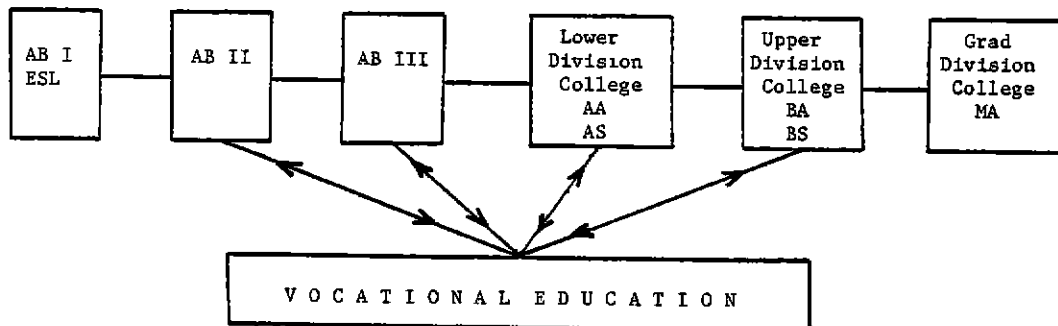 AB I
ESL
AB II
AB III
Lower
Division
College
AA
AS
Upper
Division
College
BA
BS
Grad
Division
College
MA
VOCATIONAL EDUCATION